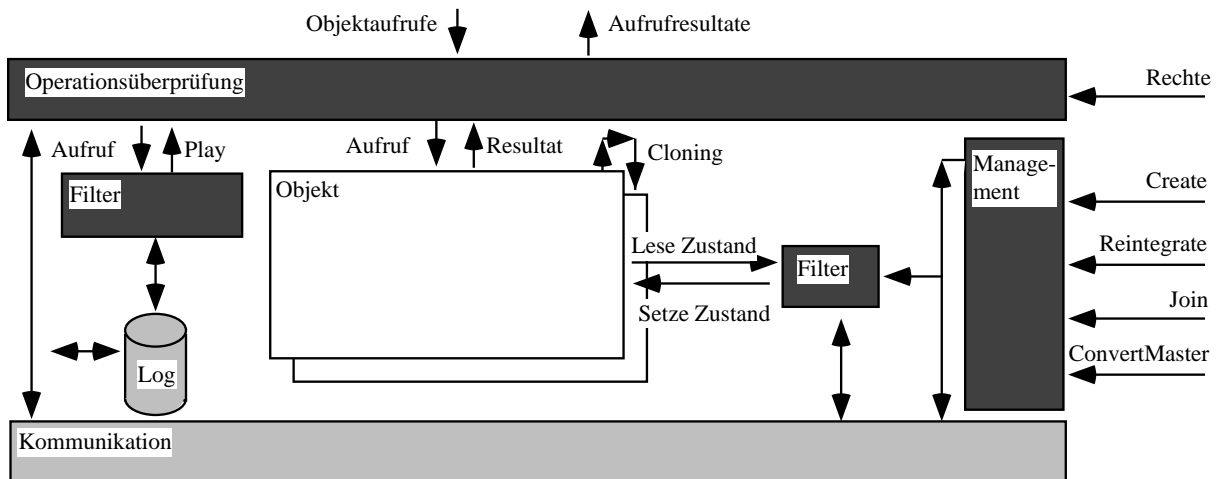 Objektaufrufe
Aufrufresultate
Operationsüberprüfung
Rechte
Aufruf
Play
Aufruf
Resultat
Cloning
Manage-
ment
Filter
Objekt
Create
Lese Zustand
Filter
Reintegrate
Setze Zustand
Join
Log
ConvertMaster
Kommunikation